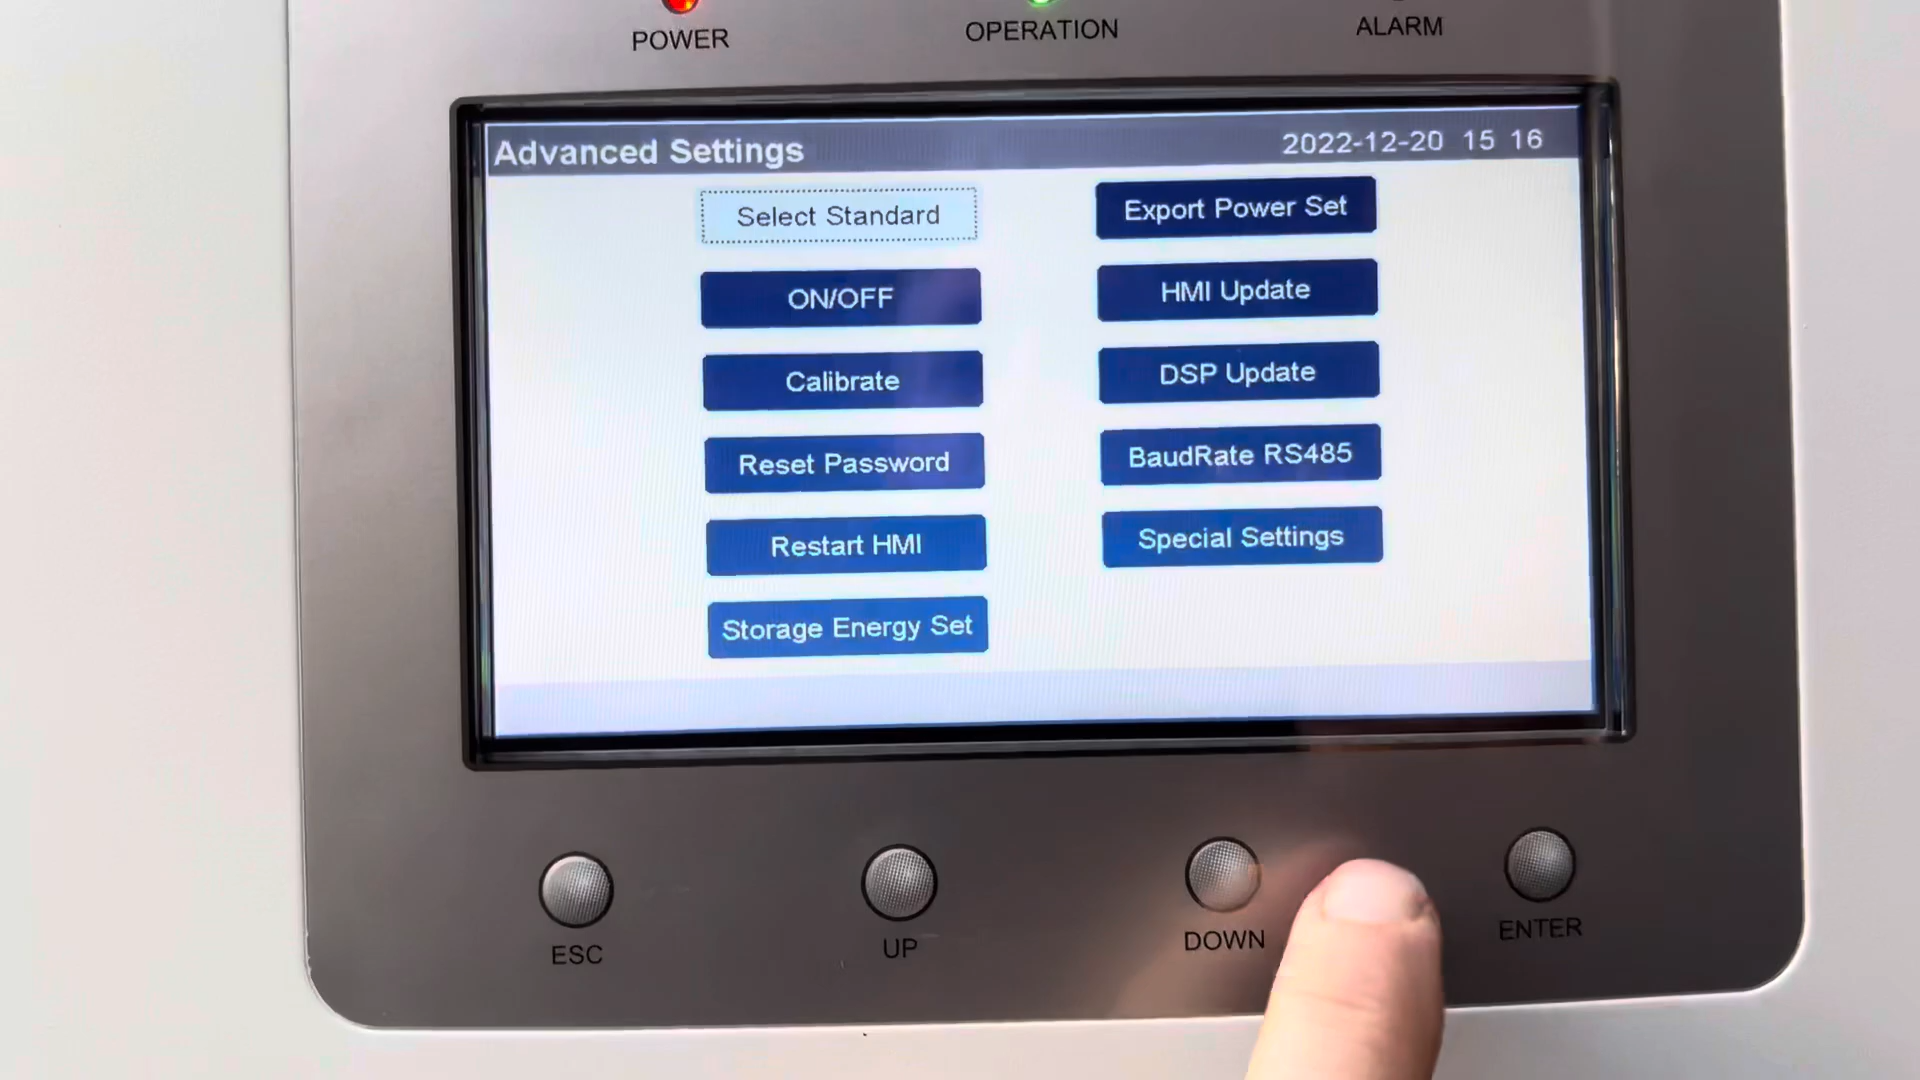 POWER OPERATION ALARM
Advanced Settings 2022-12-20 15 16
Select Standard Export Power Set
ON/OFF HMI Update
Calibrate DSP Update
Reset Password BaudRate RS485
Restart HMI Special Settings
Storage Energy Set
ESC UP DOWN ENTER